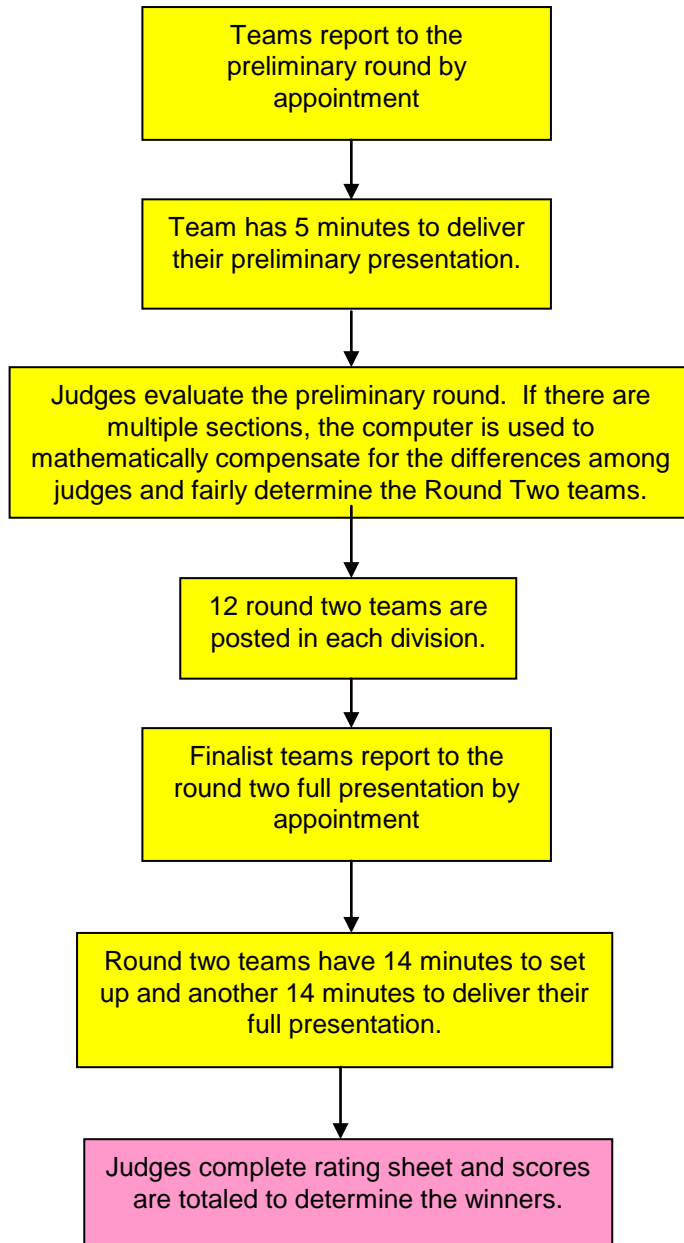 Teams report to the
preliminary round by
appointment
Team has 5 minutes to deliver
their preliminary presentation.
Judges evaluate the preliminary round.  If there are
multiple sections, the computer is used to
mathematically compensate for the differences among
judges and fairly determine the Round Two teams.
12 round two teams are
posted in each division.
Finalist teams report to the
round two full presentation by
appointment
Round two teams have 14 minutes to set
up and another 14 minutes to deliver their
full presentation.
Judges complete rating sheet and scores
are totaled to determine the winners.